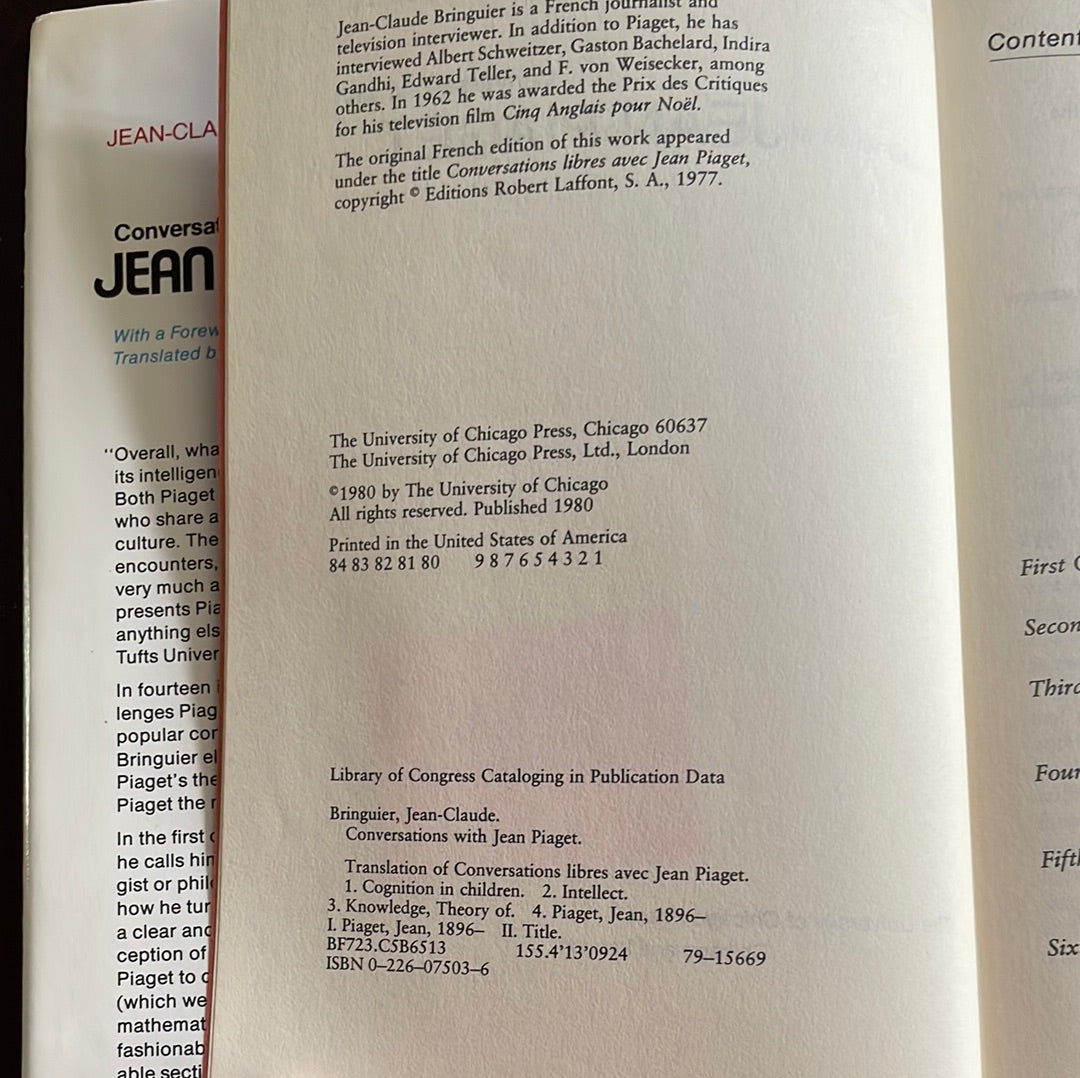 JEAN-CLA
Conversat
JEAN
With a Forew
Translated b
"Overall, wha
its intelligen
Both Piaget
who share a
culture. The
encounters,
very much a
presents Pia
anything els
Tufts Univer
In fourteen i
lenges Piag
popular cor
Bringuier el
Piaget's the
Piaget the r
In the first c
he calls him
gist or phil
how he tur
a clear and
ception of
Piaget to c
(which we
mathemat
fashionab
able secti
Jean-Claude Bringuier is a French journalist and
television interviewer. In addition to Piaget, he has
interviewed Albert Schweitzer, Gaston Bachelard, Indira
Gandhi, Edward Teller, and F. von Weisecker, among
others. In 1962 he was awarded the Prix des Critiques
for his television film Cinq Anglais pour Noël.
The original French edition of this work appeared
under the title Conversations libres avec Jean Piaget,
copyright © Editions Robert Laffont, S. A., 1977.
The University of Chicago Press, Chicago 60637
The University of Chicago Press, Ltd., London
©1980 by The University of Chicago
All rights reserved. Published 1980
Printed in the United States of America
84 83 82 81 80 9 8 7 6 5 4 3 2 1
Library of Congress Cataloging in Publication Data
Bringuier, Jean-Claude.
Conversations with Jean Piaget.
Translation of Conversations libres avec Jean Piaget.
1. Cognition in children. 2. Intellect.
3. Knowledge, Theory of. 4. Piaget, Jean, 1896–
I. Piaget, Jean, 1896– II. Title.
BF723.C5B6513 155.4'13'0924 79–15669
ISBN 0–226–07503–6
Content
First C
Secon
Third
Four
Fifth
Six